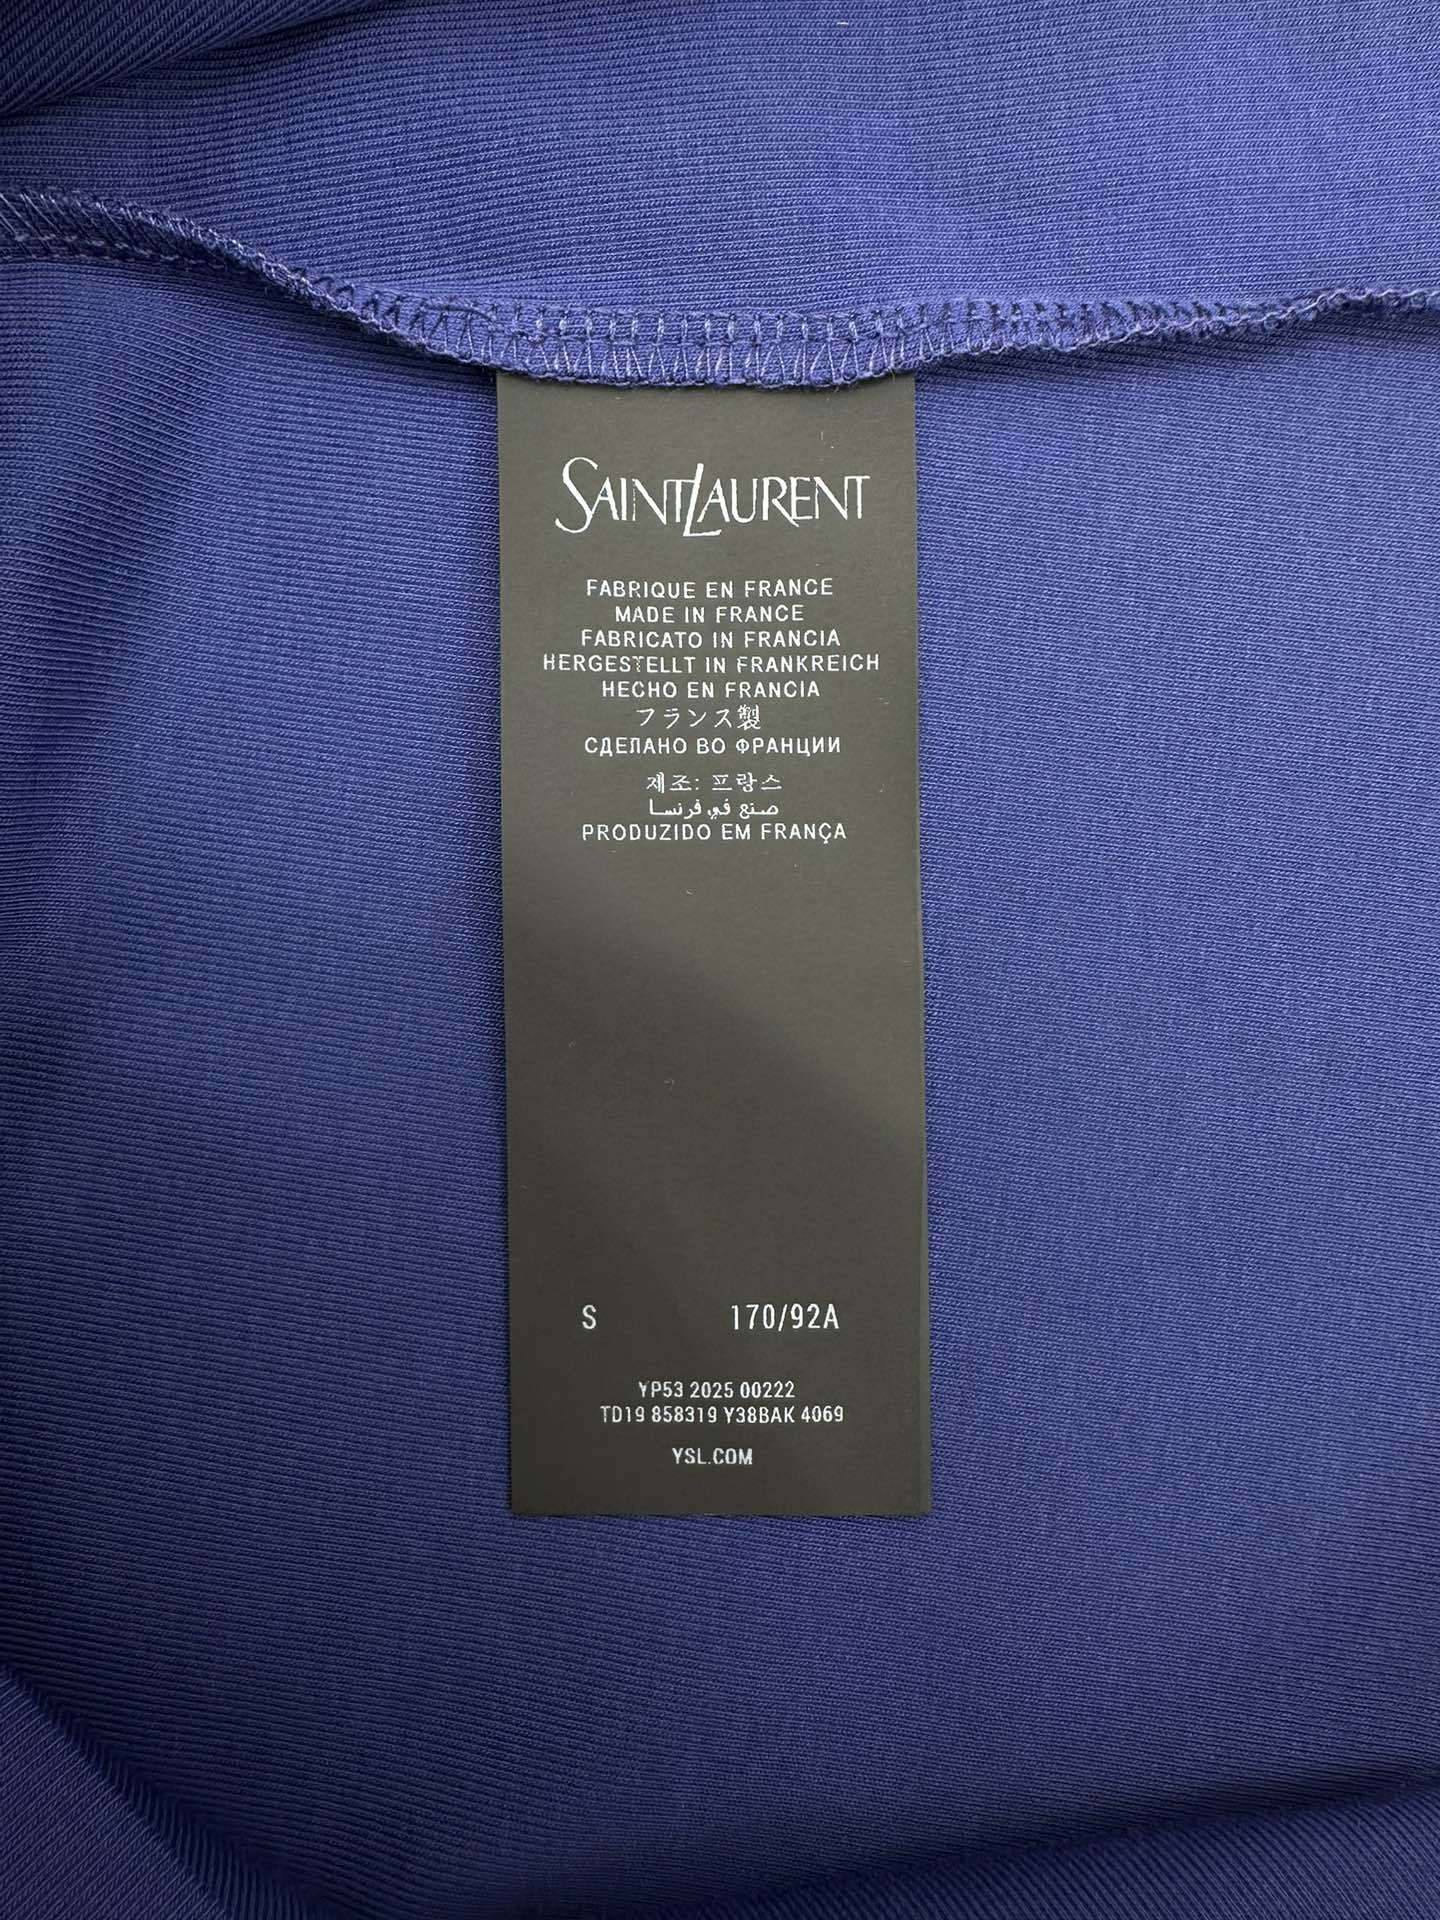 SAINT LAURENT
FABRIQUE EN FRANCE
MADE IN FRANCE
FABRICATO IN FRANCIA
HERGESTELLT IN FRANKREICH
HECHO EN FRANCIA
フランス製
СДЕЛАНО ВО ФРАНЦИИ
제조: 프랑스
صنع في فرنسا
PRODUZIDO EM FRANÇA
S 170/92A
YP53 2025 00222
TD19 858319 Y38BAK 4069
YSL.COM